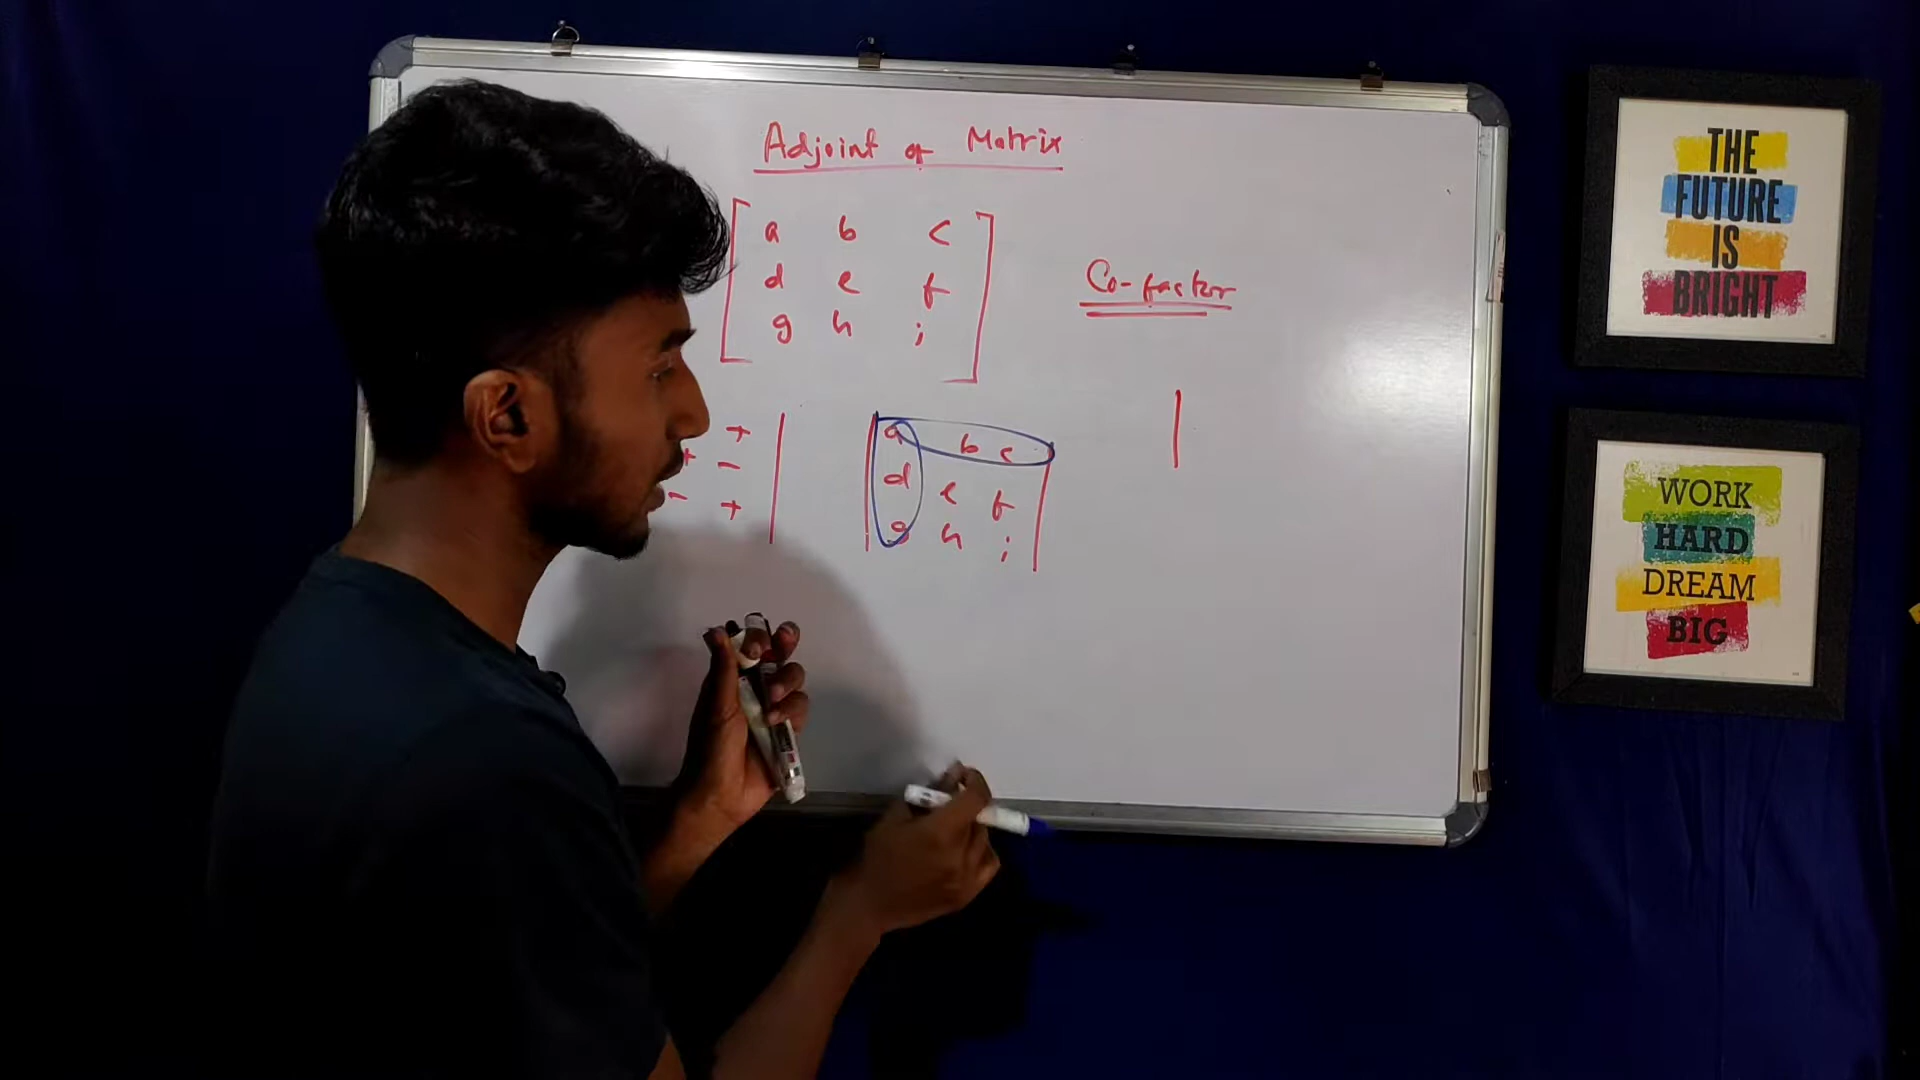 Adjoint of Matrix
a b c
d e f
g h i
Co-factor
+
+ -
- +
a b c
d e f
g h i
THE
FUTURE
IS
BRIGHT
WORK
HARD
DREAM
BIG